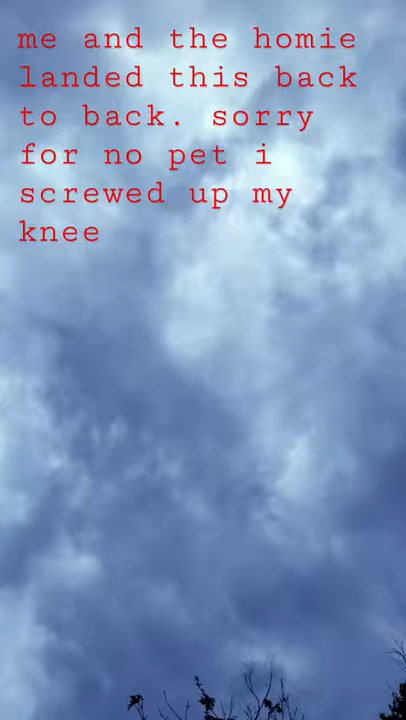 me and the homie
landed this back
to back. sorry
for no pet i
screwed up my
knee